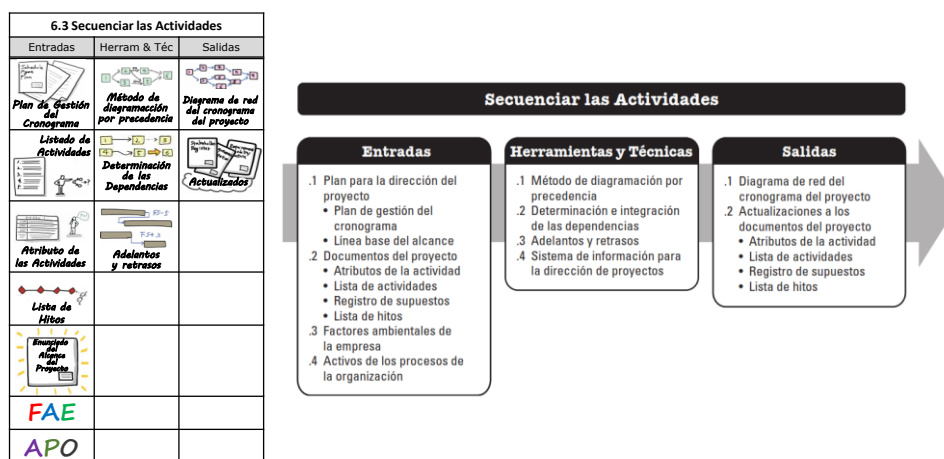 6.3 Secuenciar las Actividades
Entradas
Herram & Téc
Salidas
Plan de Gestión
del
Cronograma
Método de
diagramacción
por precedencia
Diagrama de red
del cronograma
del proyecto
Listado de
Actividades
Determinación
de las
Dependencias
Actualizados
Atributo de
las Actividades
FS-5
FS+3
Adelantos
y retrasos
Lista de
Hitos
Enunciado
del
Alcance
del
Proyecto
FAE
APO
Secuenciar las Actividades
Entradas
.1 Plan para la dirección del
proyecto
• Plan de gestión del
cronograma
• Línea base del alcance
.2 Documentos del proyecto
• Atributos de la actividad
• Lista de actividades
• Registro de supuestos
• Lista de hitos
.3 Factores ambientales de
la empresa
.4 Activos de los procesos de
la organización
Herramientas y Técnicas
.1 Método de diagramación por
precedencia
.2 Determinación e integración
de las dependencias
.3 Adelantos y retrasos
.4 Sistema de información para
la dirección de proyectos
Salidas
.1 Diagrama de red del
cronograma del proyecto
.2 Actualizaciones a los
documentos del proyecto
• Atributos de la actividad
• Lista de actividades
• Registro de supuestos
• Lista de hitos